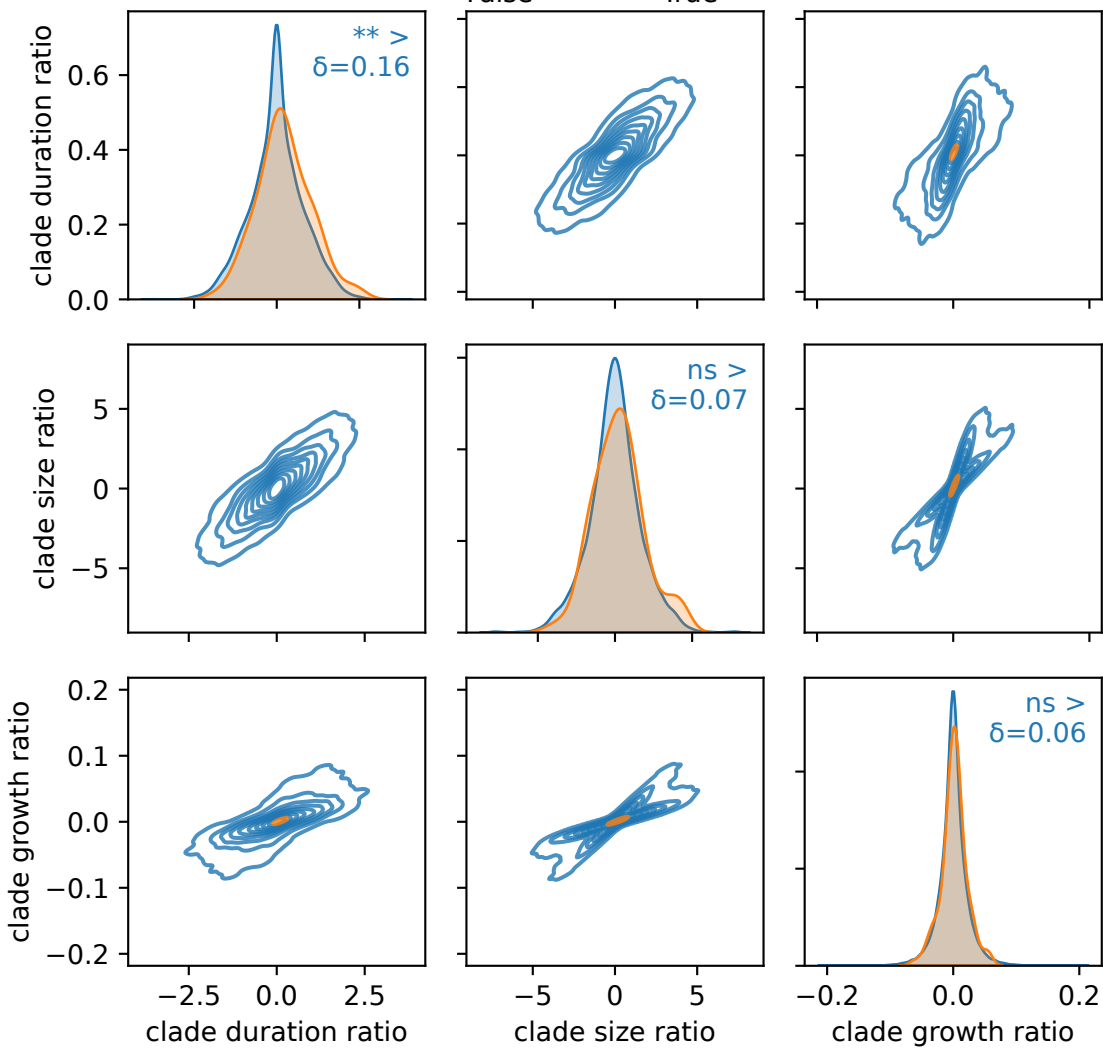 False True
clade duration ratio
0.6
0.4
0.2
0.0
** >
δ=0.16
clade size ratio
5
0
−5
ns >
δ=0.07
clade growth ratio
0.2
0.1
0.0
−0.1
−0.2
ns >
δ=0.06
−2.5 0.0 2.5
−5 0 5
−0.2 0.0 0.2
clade duration ratio
clade size ratio
clade growth ratio